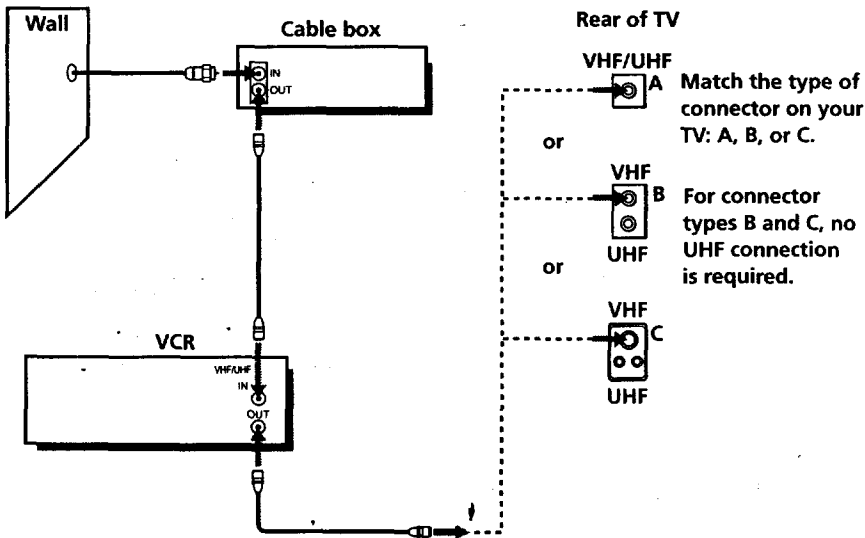 Wall
Cable box
IN
OUT
VCR
VHF/UHF
IN
OUT
Rear of TV
VHF/UHF
A
Match the type of
connector on your
TV: A, B, or C.
or
VHF
B
UHF
For connector
types B and C, no
UHF connection
is required.
or
VHF
C
UHF